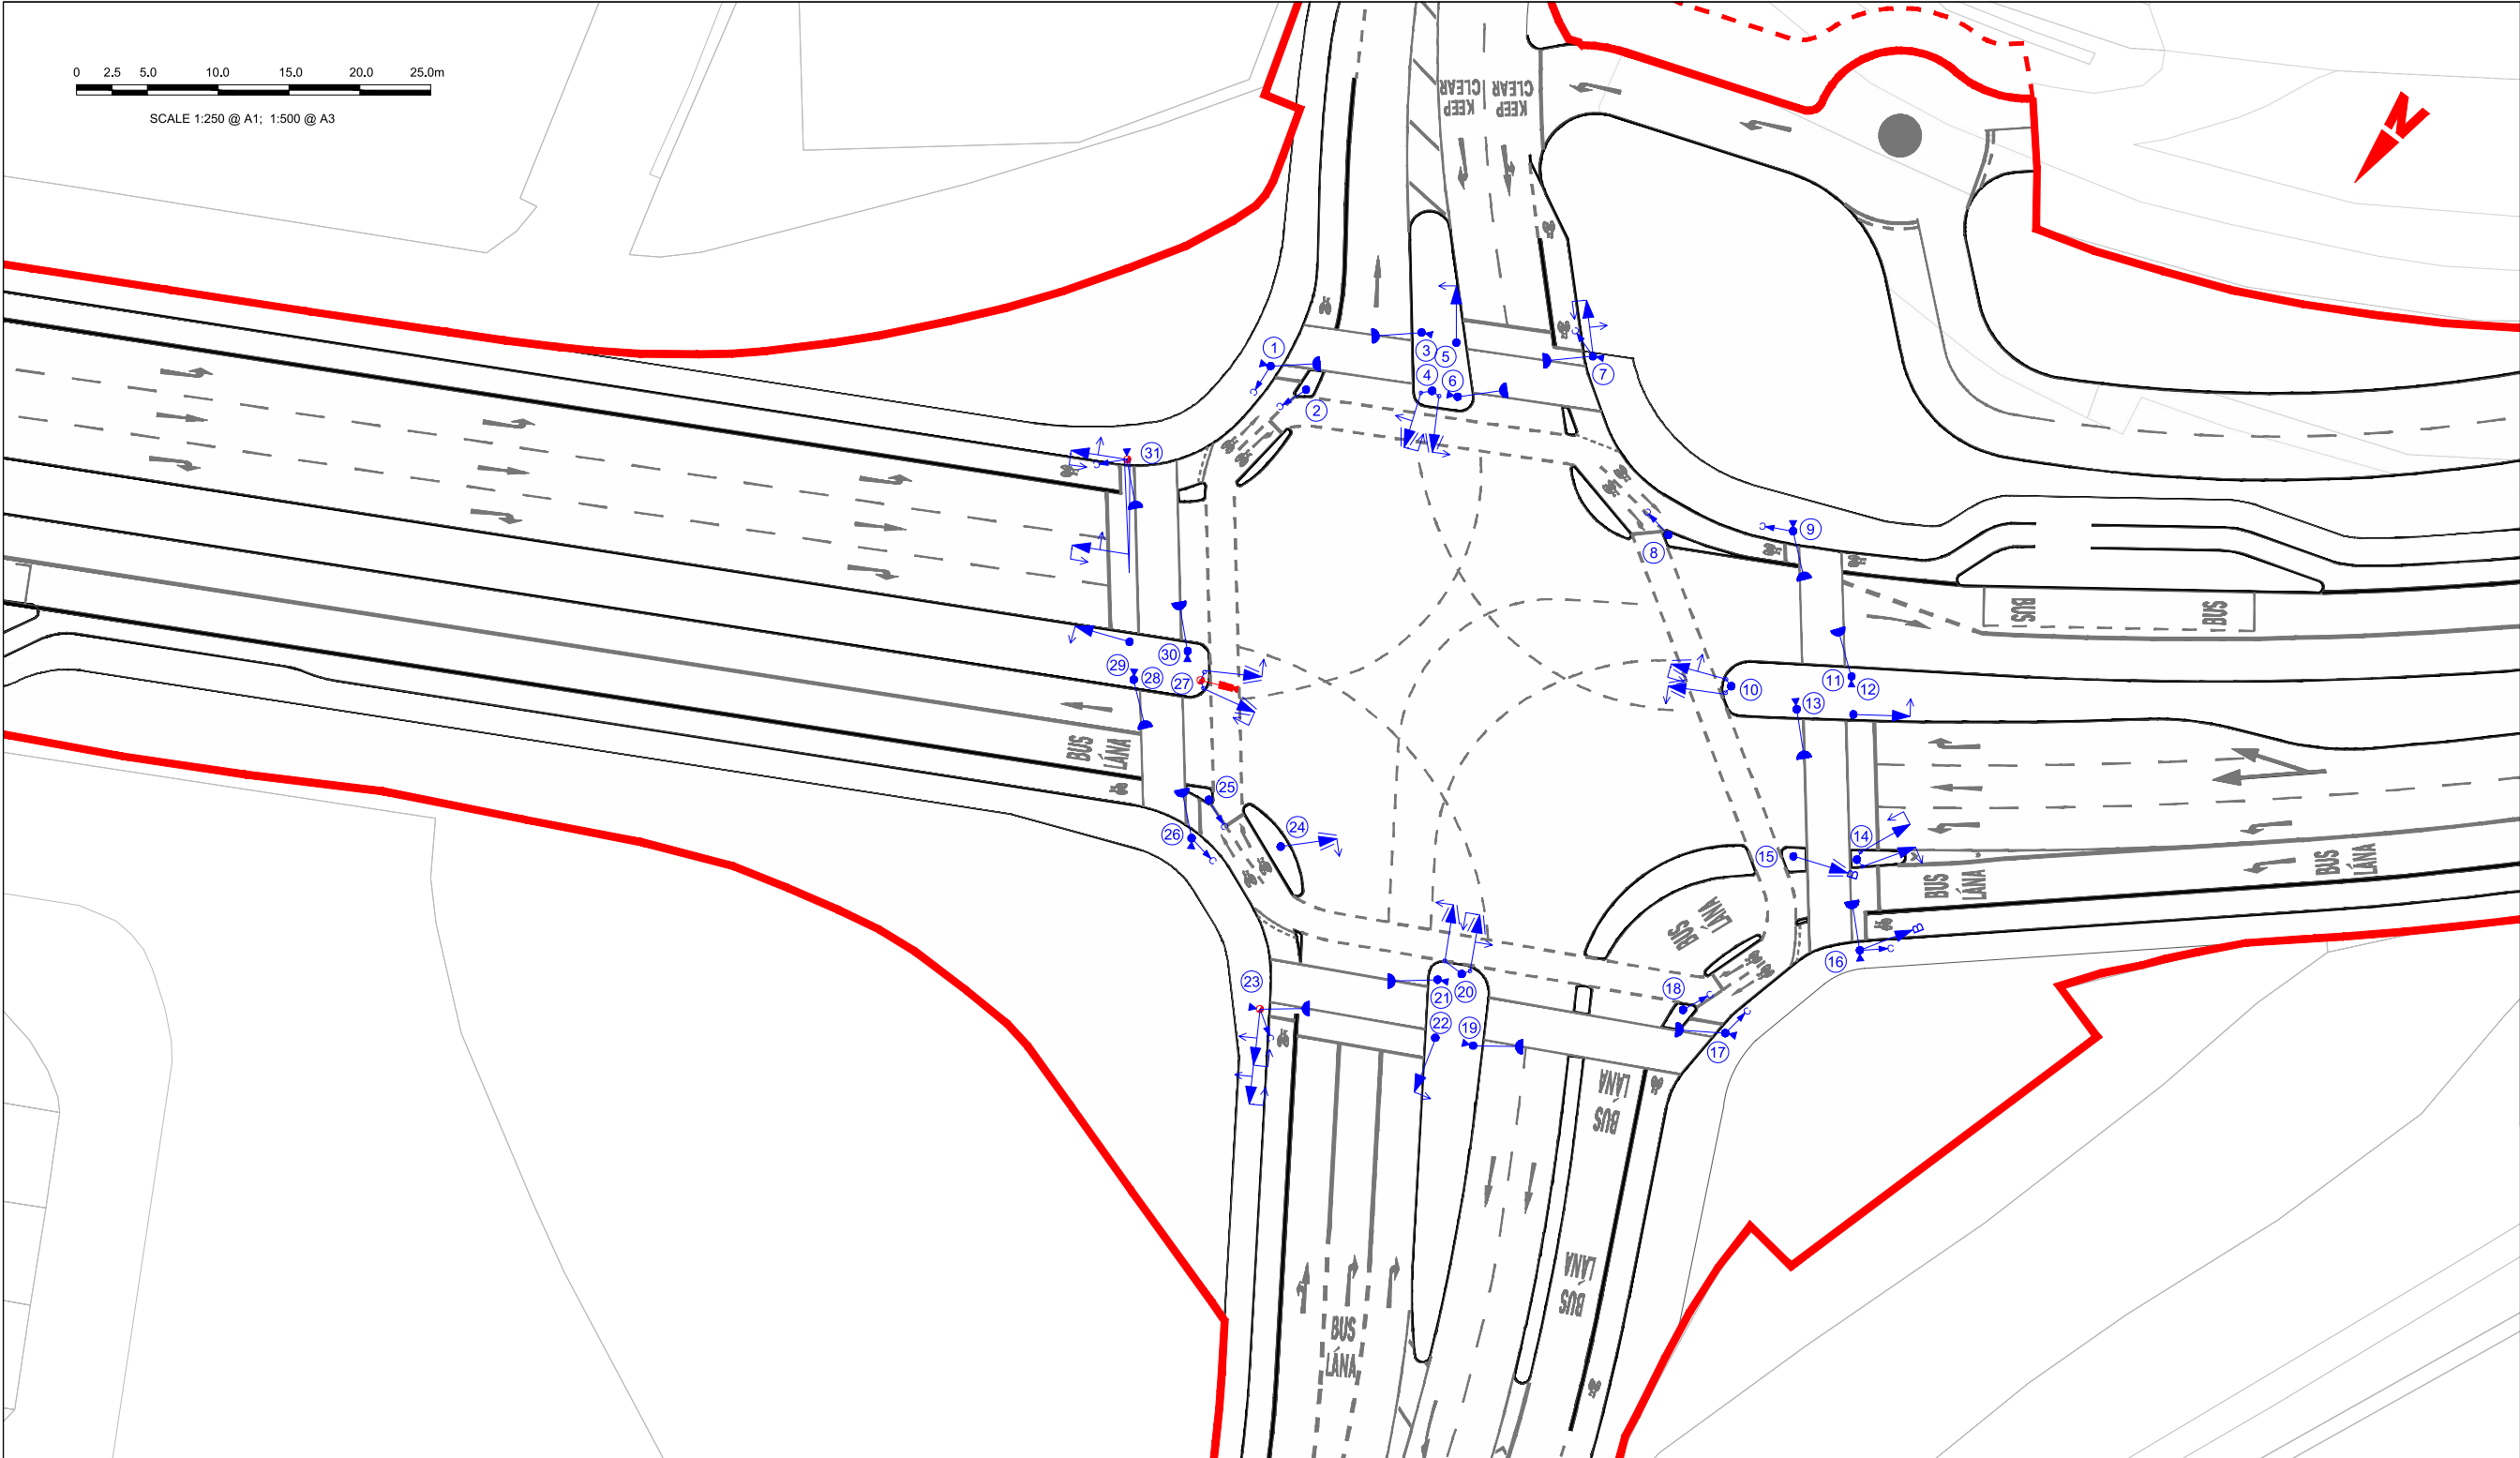 0 2.5 5.0 10.0 15.0 20.0 25.0m
SCALE 1:250 @ A1; 1:500 @ A3
N
KEEP CLEAR
KEEP CLEAR
1
2
3
5
4
6
7
31
8
9
30
29
28
27
10
11
12
13
BUS
BUS
BUS
LÁNA
25
26
24
14
15
B
BUS
LÁNA
BUS
LÁNA
BUS
LÁNA
B
16
23
21
20
22
19
18
17
LÁNA
BUS
LÁNA
BUS
BUS
LÁNA
C
C
C
C
C
C
C
C
C
C
C
C